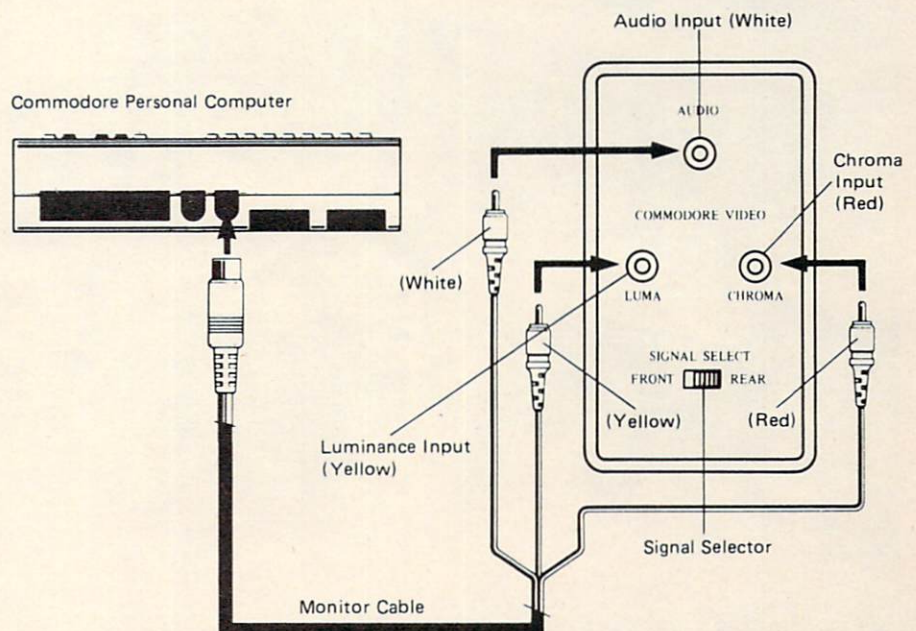 Audio Input (White)
Commodore Personal Computer
AUDIO
Chroma
Input
(Red)
COMMODORE VIDEO
(White)
LUMA
CHROMA
SIGNAL SELECT
FRONT
REAR
(Yellow)
(Red)
Luminance Input
(Yellow)
Signal Selector
Monitor Cable